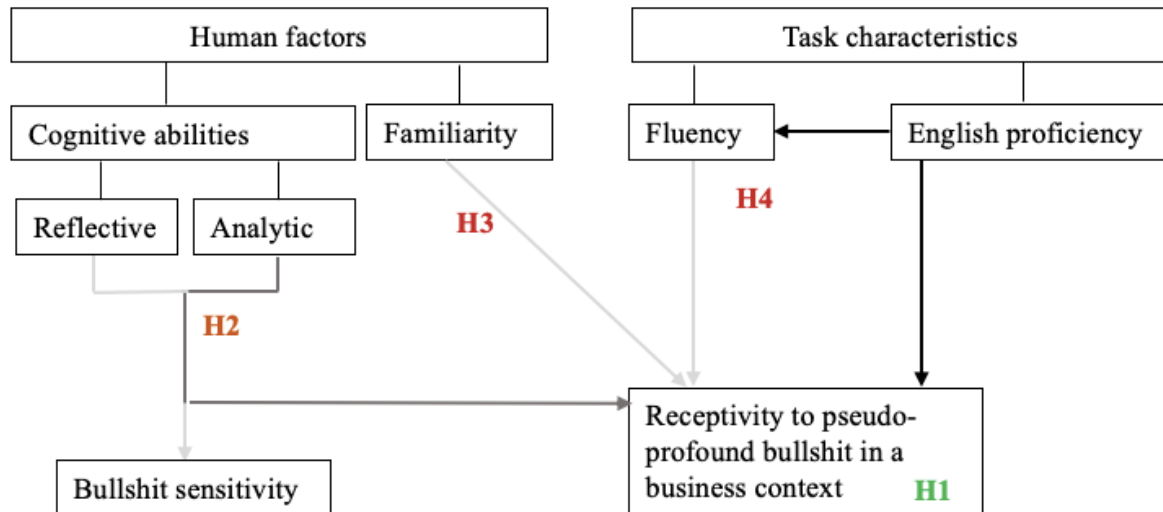 Human factors
Task characteristics
Cognitive abilities
Familiarity
Fluency
English proficiency
Reflective
Analytic
H3
H4
H2
Receptivity to pseudo-
profound bullshit in a
business context
H1
Bullshit sensitivity